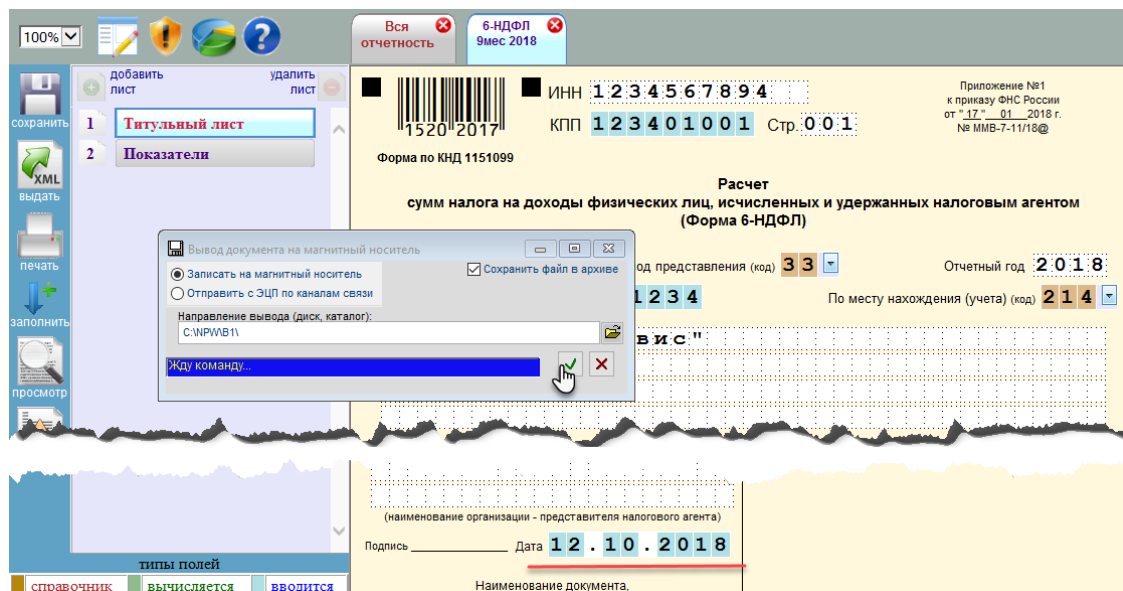 100%
Вся отчетность
6-НДФЛ
9мес 2018
добавить лист
удалить лист
сохранить
1 Титульный лист
2 Показатели
XML
выдать
печать
заполнить
просмотр
1520 2017
ИНН 1234567894
КПП 123401001 Стр. 001
Приложение №1
к приказу ФНС России
от " 17 " 01 2018 г.
№ ММВ-7-11/18@
Форма по КНД 1151099
Расчет
сумм налога на доходы физических лиц, исчисленных и удержанных налоговым агентом
(Форма 6-НДФЛ)
Вывод документа на магнитный носитель
Записать на магнитный носитель
Сохранить файл в архиве
Отправить с ЭЦП по каналам связи
Направление вывода (диск, каталог):
C:\NPW\B1\
Жду команду...
од представления (код) 33
Отчетный год 2018
1234
По месту нахождения (учета) (код) 214
вис"
(наименование организации - представителя налогового агента)
Подпись Дата 12.10.2018
Наименование документа,
типы полей
справочник вычисляется вводится